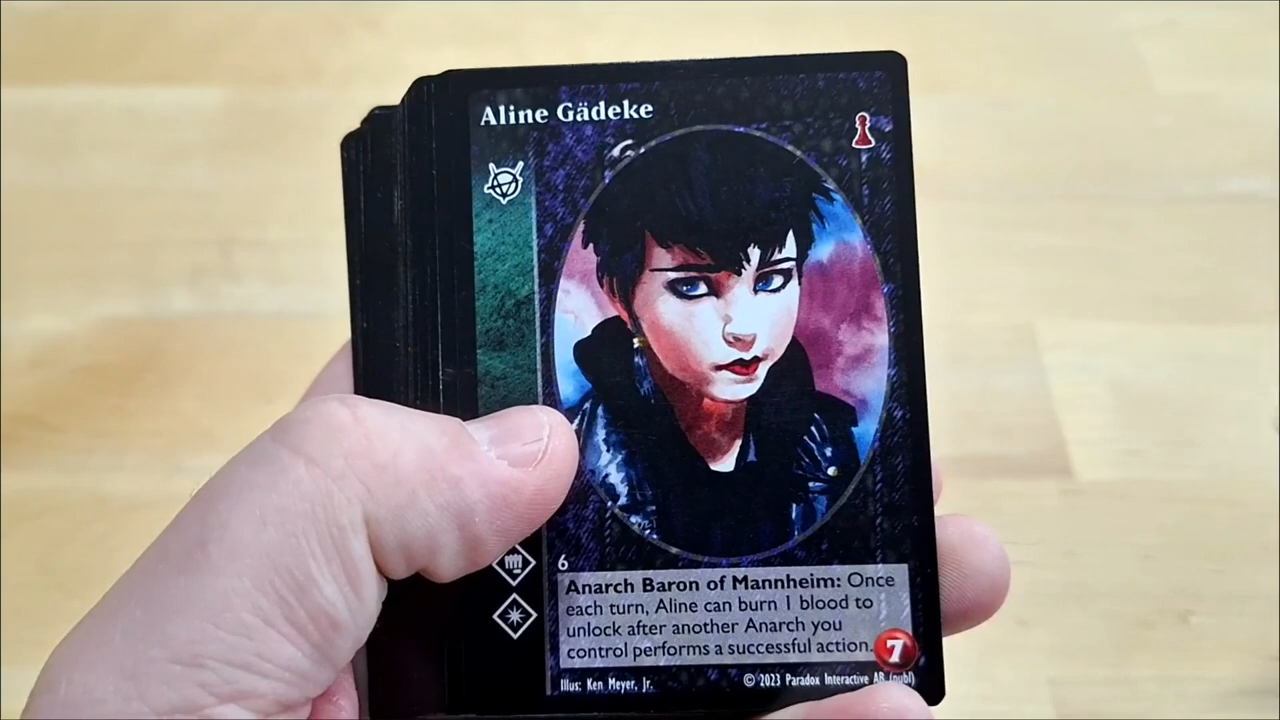 Aline Gädeke
6
Anarch Baron of Mannheim: Once
each turn, Aline can burn 1 blood to
unlock after another Anarch you
control performs a successful action.
7
Illus: Ken Meyer, Jr.
© 2023 Paradox Interactive AB (publ)